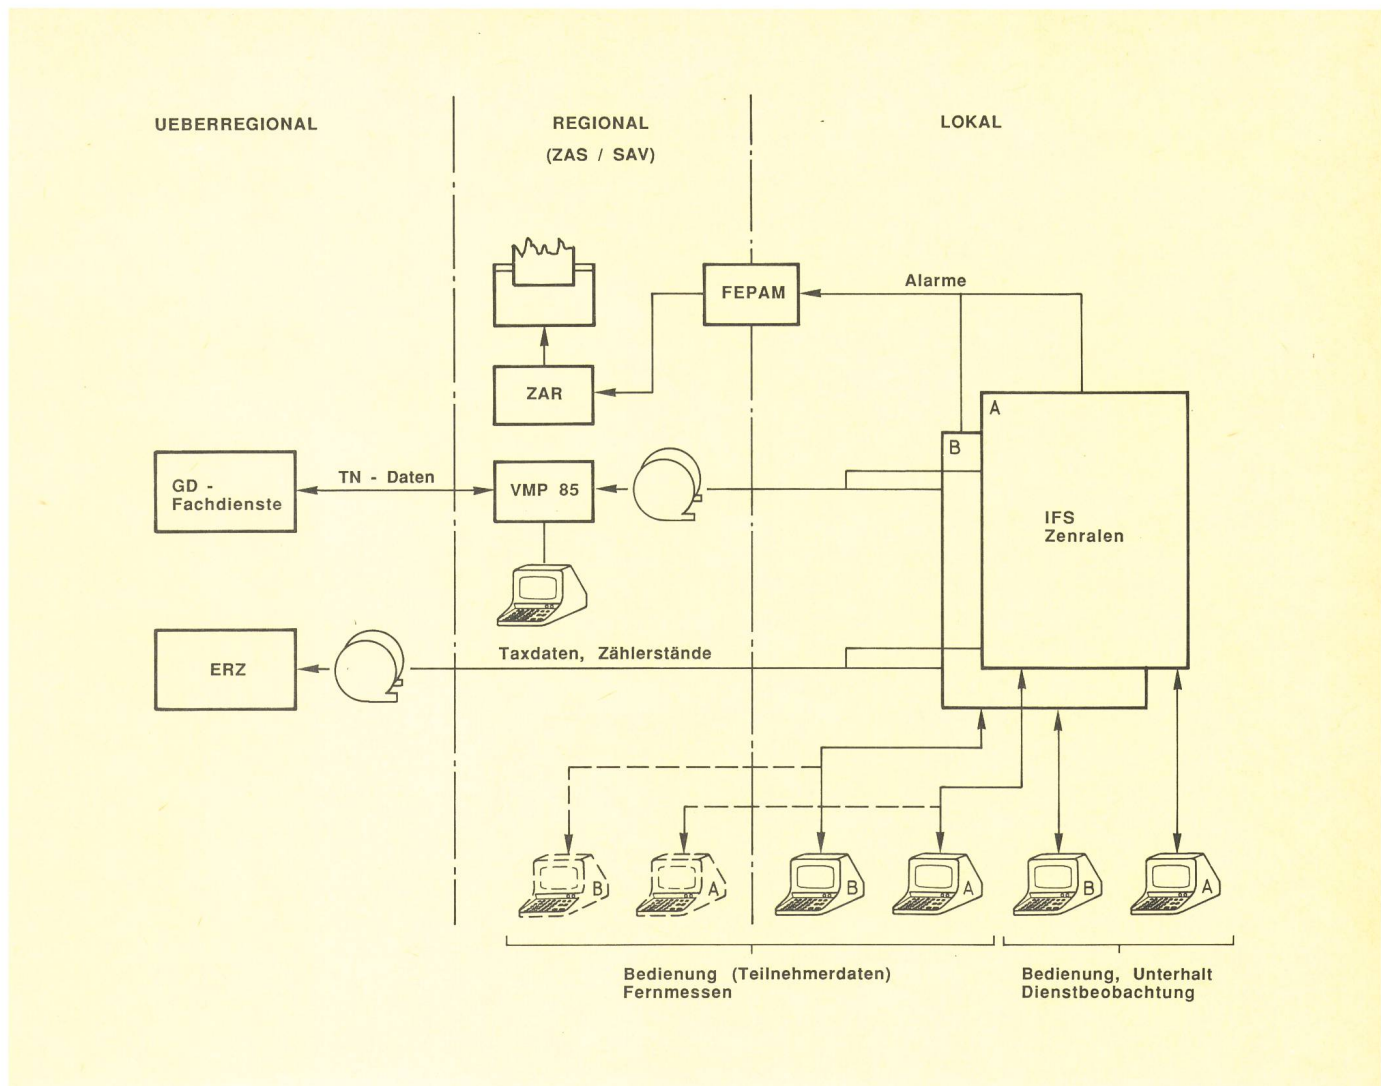 UEBERREGIONAL
REGIONAL
(ZAS / SAV)
LOKAL
FEPAM
Alarme
ZAR
A
B
GD -
Fachdienste
TN - Daten
VMP 85
IFS
Zenralen
ERZ
Taxdaten, Zählerstände
B
A
B
A
B
A
Bedienung (Teilnehmerdaten)
Fernmessen
Bedienung, Unterhalt
Dienstbeobachtung